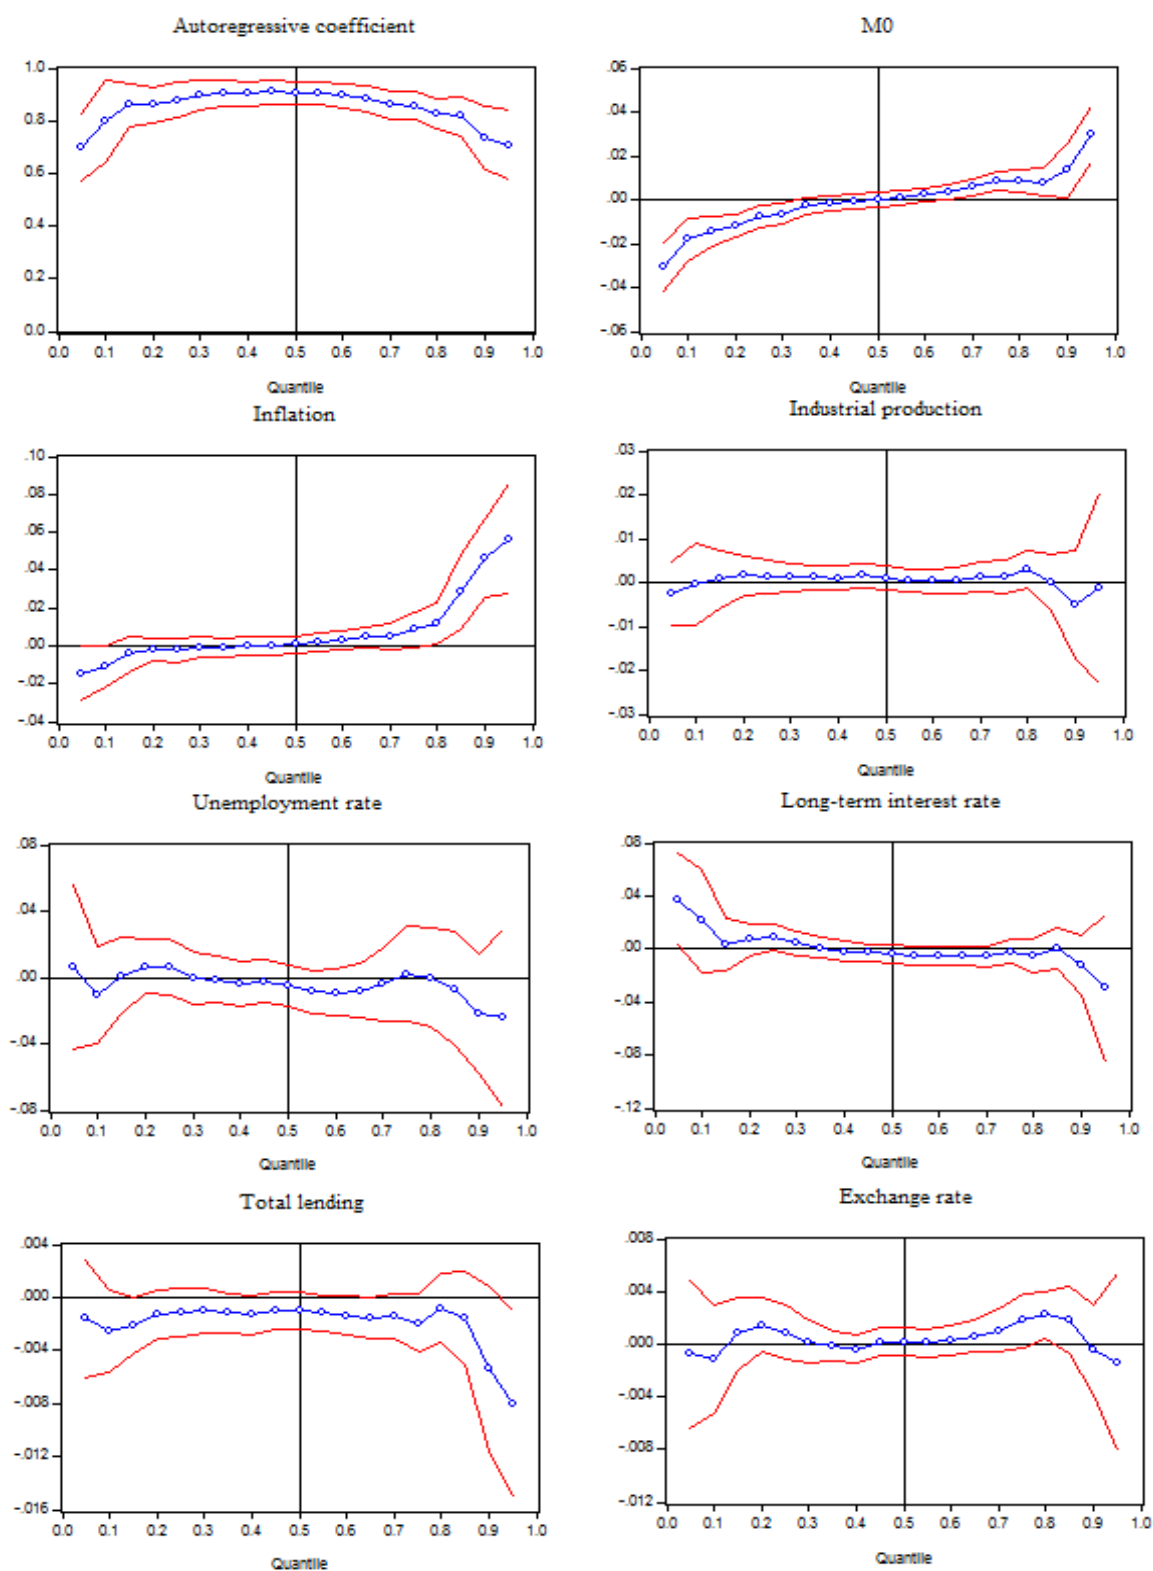 Autoregressive coefficient
1.0
0.8
0.6
0.4
0.2
0.0
0.0 0.1 0.2 0.3 0.4 0.5 0.6 0.7 0.8 0.9 1.0
Quantile
M0
.06
.04
.02
.00
-.02
-.04
-.06
0.0 0.1 0.2 0.3 0.4 0.5 0.6 0.7 0.8 0.9 1.0
Quantile
Inflation
.10
.08
.06
.04
.02
.00
-.02
-.04
0.0 0.1 0.2 0.3 0.4 0.5 0.6 0.7 0.8 0.9 1.0
Quantile
Industrial production
.03
.02
.01
.00
-.01
-.02
-.03
0.0 0.1 0.2 0.3 0.4 0.5 0.6 0.7 0.8 0.9 1.0
Quantile
Unemployment rate
.08
.04
.00
-.04
-.08
0.0 0.1 0.2 0.3 0.4 0.5 0.6 0.7 0.8 0.9 1.0
Quantile
Long-term interest rate
.08
.04
.00
-.04
-.08
-.12
0.0 0.1 0.2 0.3 0.4 0.5 0.6 0.7 0.8 0.9 1.0
Quantile
Total lending
.004
.000
-.004
-.008
-.012
-.016
0.0 0.1 0.2 0.3 0.4 0.5 0.6 0.7 0.8 0.9 1.0
Quantile
Exchange rate
.008
.004
.000
-.004
-.008
-.012
0.0 0.1 0.2 0.3 0.4 0.5 0.6 0.7 0.8 0.9 1.0
Quantile